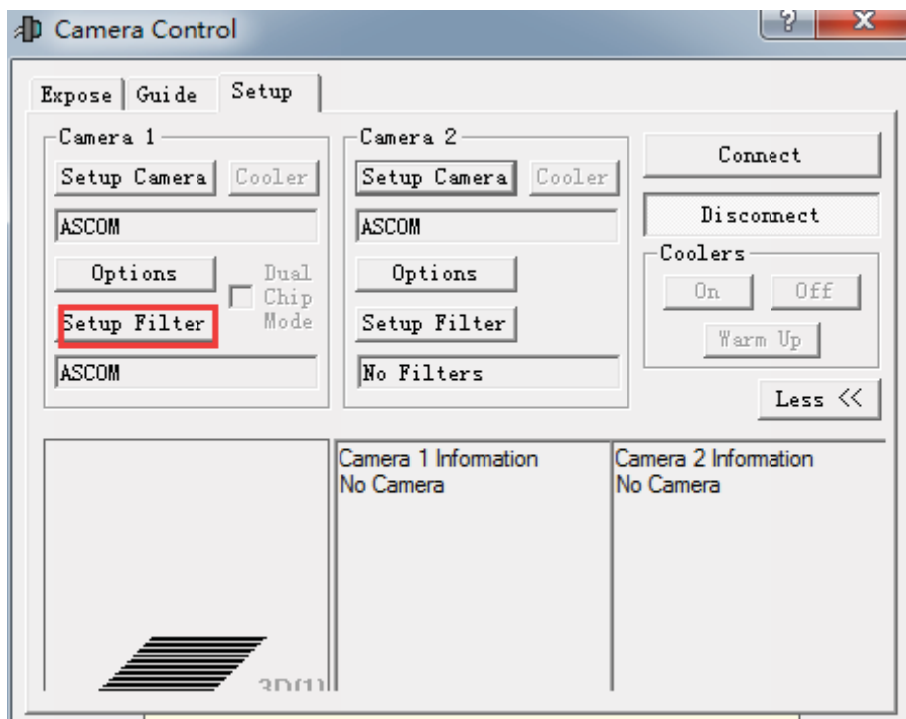 Camera Control
Expose Guide Setup
Camera 1
Setup Camera Cooler
ASCOM
Options
Dual Chip Mode
Setup Filter
ASCOM
Camera 2
Setup Camera Cooler
ASCOM
Options
Setup Filter
No Filters
Connect
Disconnect
Coolers
On Off
Warm Up
Less <<
Camera 1 Information
No Camera
Camera 2 Information
No Camera
3D(1)